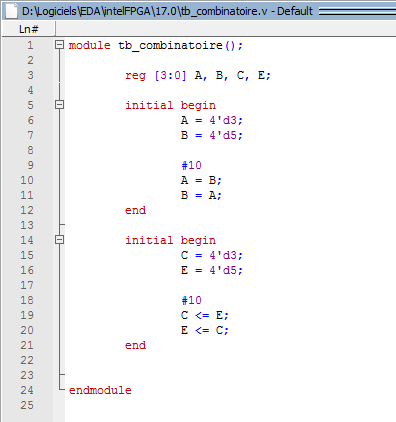 D:\Logiciels\EDA\intelFPGA\17.0\tb_combinatoire.v - Default
Ln#
1 module tb_combinatoire();
2
3 reg [3:0] A, B, C, E;
4
5 initial begin
6 A = 4'd3;
7 B = 4'd5;
8
9 #10
10 A = B;
11 B = A;
12 end
13
14 initial begin
15 C = 4'd3;
16 E = 4'd5;
17
18 #10
19 C <= E;
20 E <= C;
21 end
22
23
24 endmodule
25